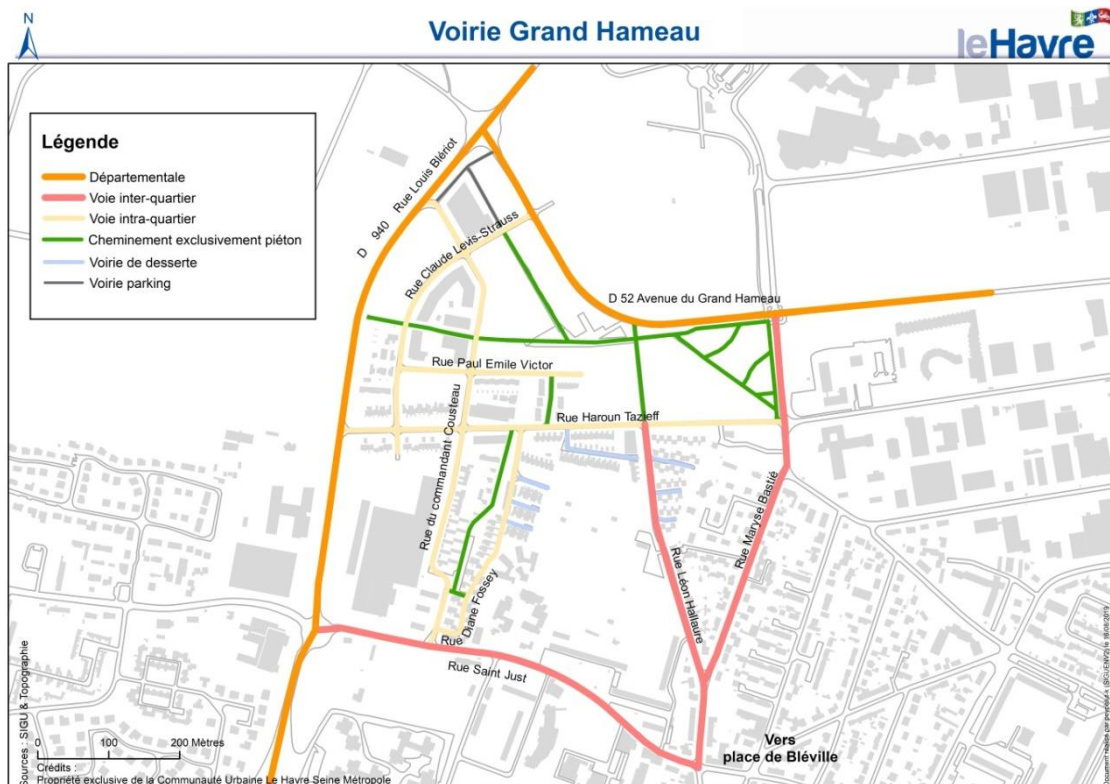 N
Voirie Grand Hameau
leHavre
Légende
Départementale
Voie inter-quartier
Voie intra-quartier
Cheminement exclusivement piéton
Voirie de desserte
Voirie parking
D 940 Rue Louis Blériot
Rue Claude Levis-Strauss
D 52 Avenue du Grand Hameau
Rue Paul Emile Victor
Rue Haroun Tazieff
Rue du commandant Cousteau
Rue Diane Fossey
Rue Léon Hallaure
Rue Maryse Bastié
Rue Saint Just
Vers
place de Bléville
Sources : SIGU & Topographie
0 100 200 Mètres
Crédits :
Propriété exclusive de la Communauté Urbaine Le Havre Seine Métropole